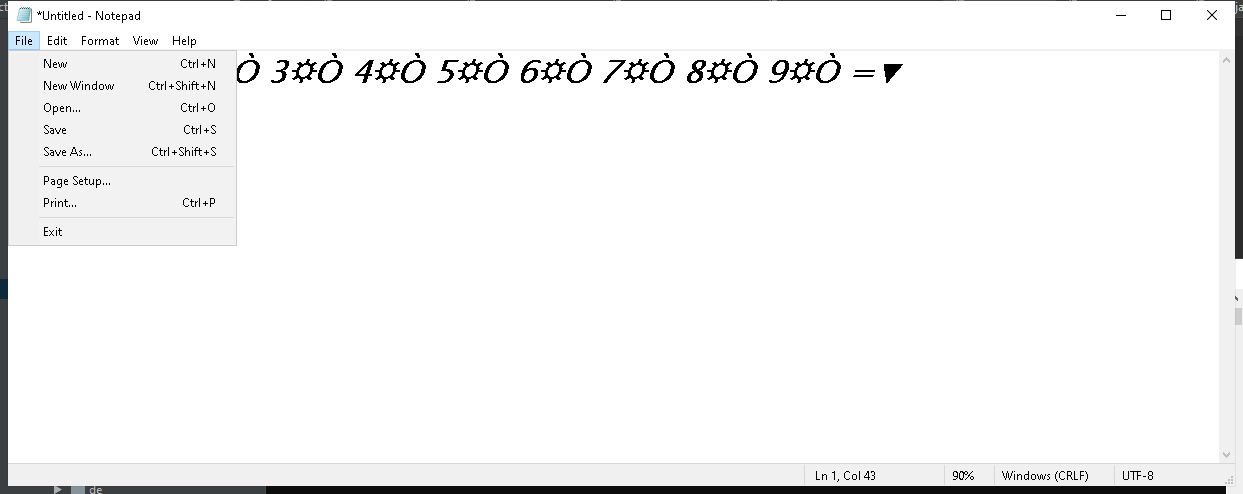 *Untitled - Notepad
File Edit Format View Help
Ò 3¤Ò 4¤Ò 5¤Ò 6¤Ò 7¤Ò 8¤Ò 9¤Ò =▼
New Ctrl+N
New Window Ctrl+Shift+N
Open... Ctrl+O
Save Ctrl+S
Save As... Ctrl+Shift+S
Page Setup...
Print... Ctrl+P
Exit
Ln 1, Col 43 90% Windows (CRLF) UTF-8
de